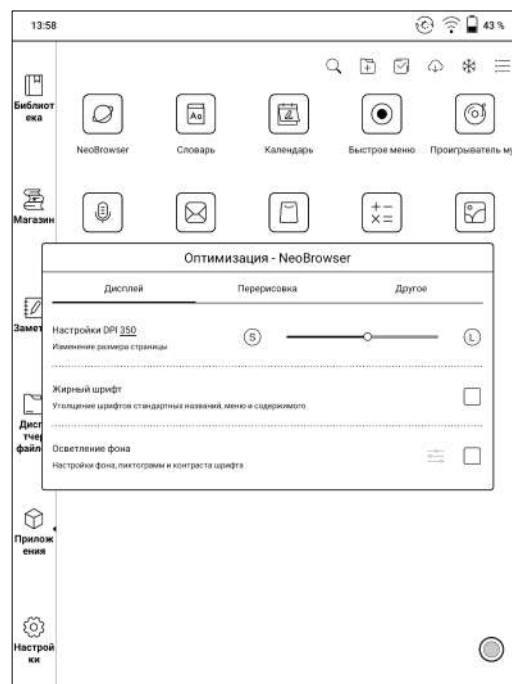 13:58
43 %
Библиот
ека
NeoBrowser
Словарь
Календарь
Быстрое меню
Проигрыватель му
Магазин
Оптимизация - NeoBrowser
Дисплей
Перерисовка
Другое
Замет
Настройки DPI 350
S
L
Изменение размера страницы
Жирный шрифт
Утолщение шрифтов стандартных названий, меню и содержимого
Дисп
тчер
файл
Осветление фона
Настройки фона, пиктограмм и контраста шрифта
Прилож
ения
Настрой
ки